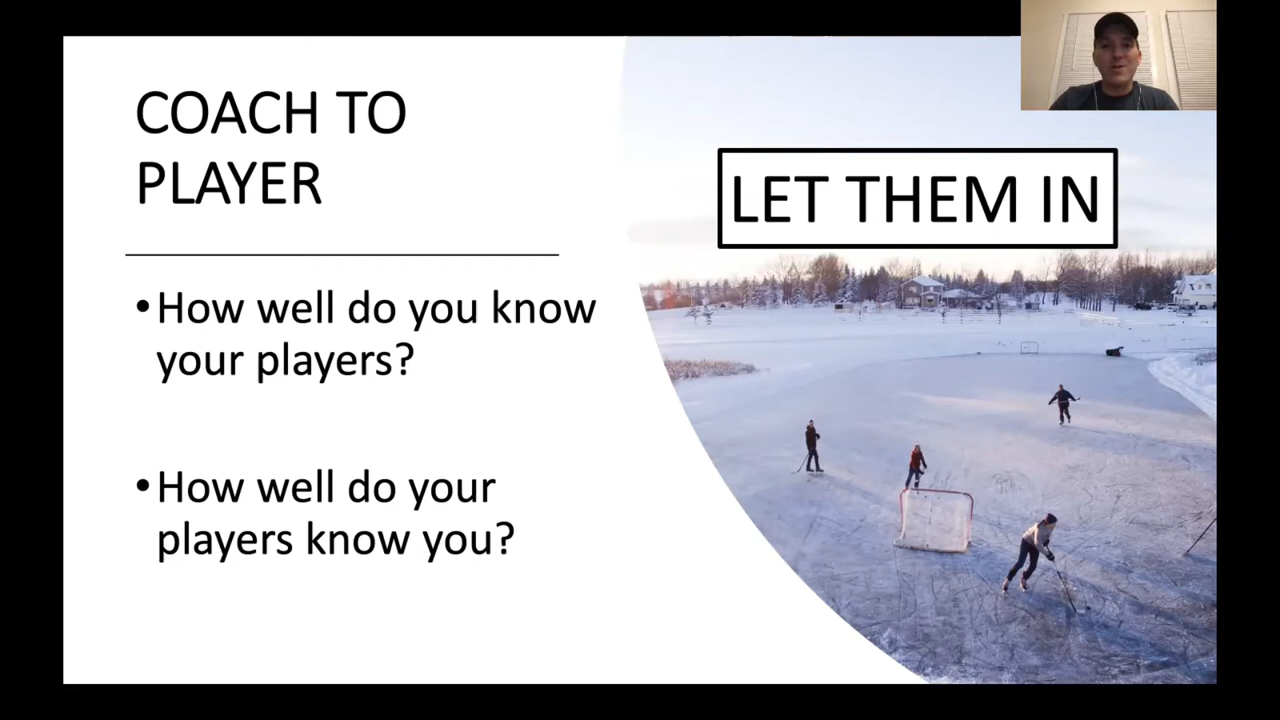 COACH TO
PLAYER
•How well do you know
your players?
•How well do your
players know you?
LET THEM IN